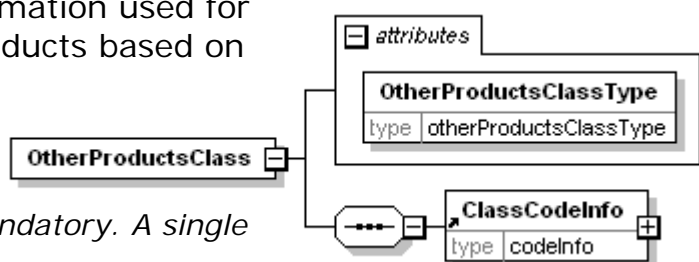 mation used for
ducts based on
attributes
OtherProductsClassType
type otherProductsClassType
OtherProductsClass
ndatory. A single
ClassCodeInfo
type codeInfo